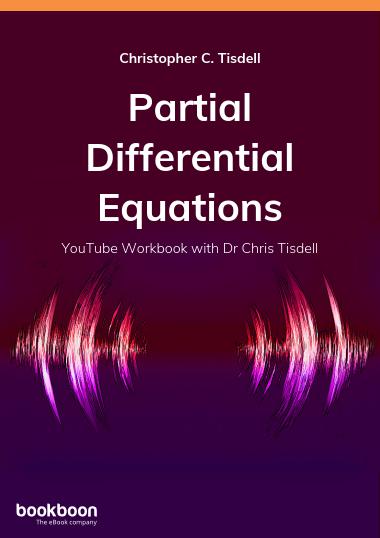 Christopher C. Tisdell
Partial
Differential
Equations
YouTube Workbook with Dr Chris Tisdell
bookboon
The eBook company